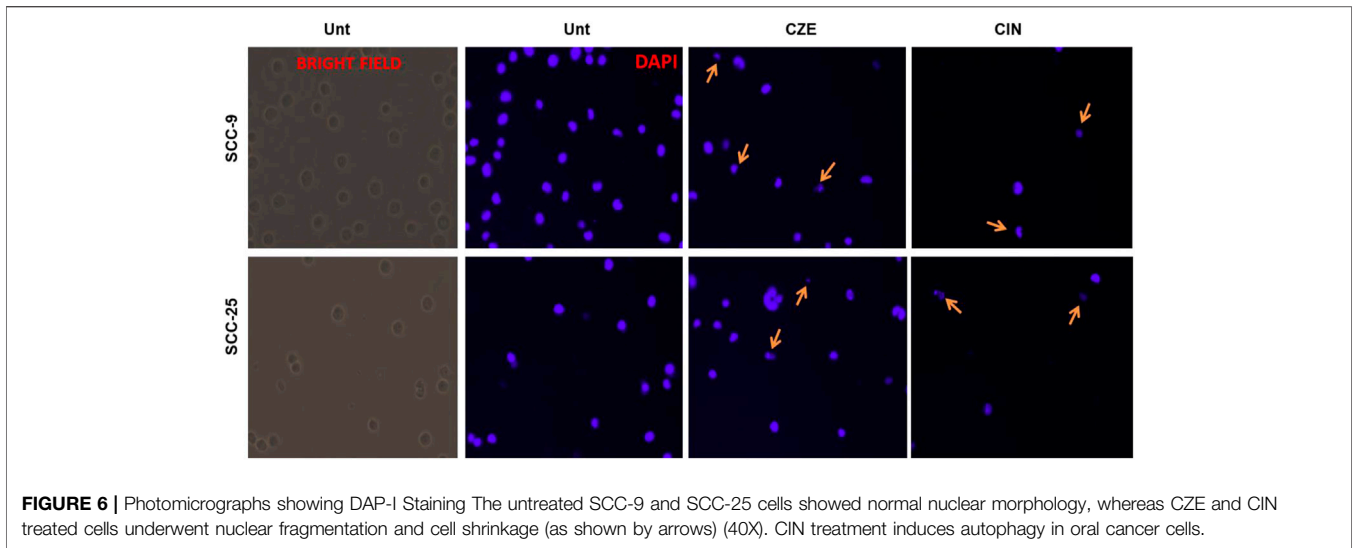 Unt Unt CZE CIN
BRIGHT FIELD DAPI
SCC-9
SCC-25
FIGURE 6 | Photomicrographs showing DAP-I Staining The untreated SCC-9 and SCC-25 cells showed normal nuclear morphology, whereas CZE and CIN
treated cells underwent nuclear fragmentation and cell shrinkage (as shown by arrows) (40X). CIN treatment induces autophagy in oral cancer cells.